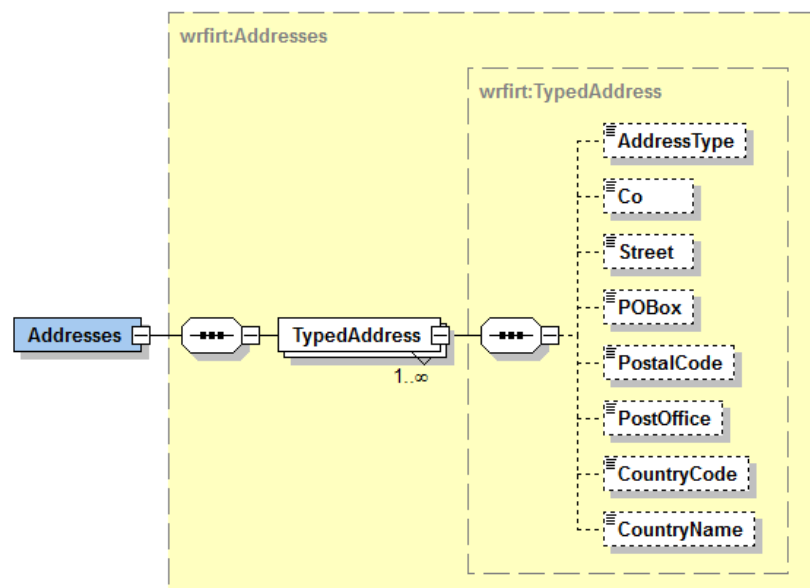 wrfirt:Addresses
wrfirt:TypedAddress
AddressType
Co
Street
POBox
Addresses
TypedAddress
1..∞
PostalCode
PostOffice
CountryCode
CountryName